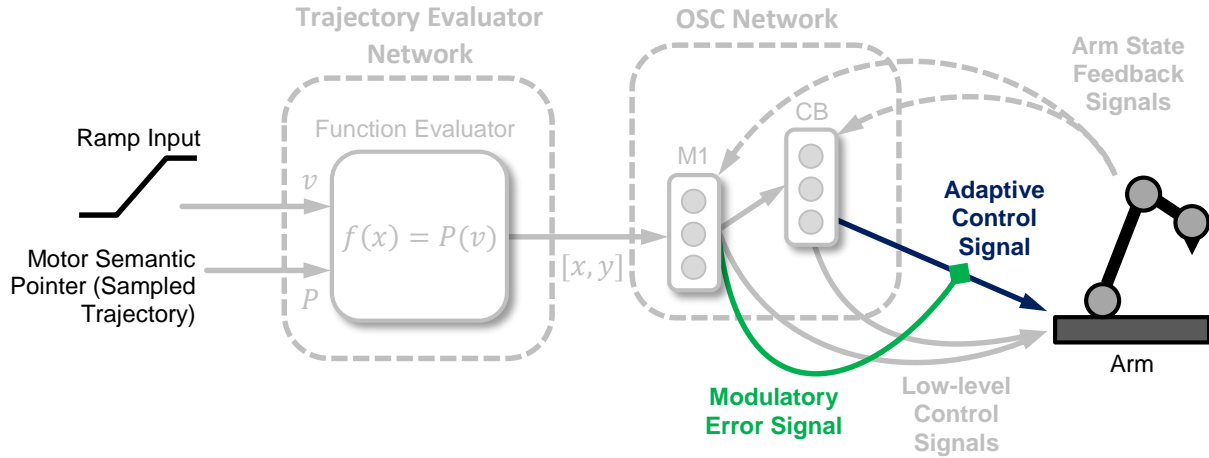 Trajectory Evaluator
Network
OSC Network
Arm State
Feedback
Signals
Ramp Input
Function Evaluator
CB
M1
v
f(x) = P(v)
Adaptive
Control
Signal
Motor Semantic
Pointer (Sampled
Trajectory)
P
[x, y]
Arm
Modulatory
Error Signal
Low-level
Control
Signals